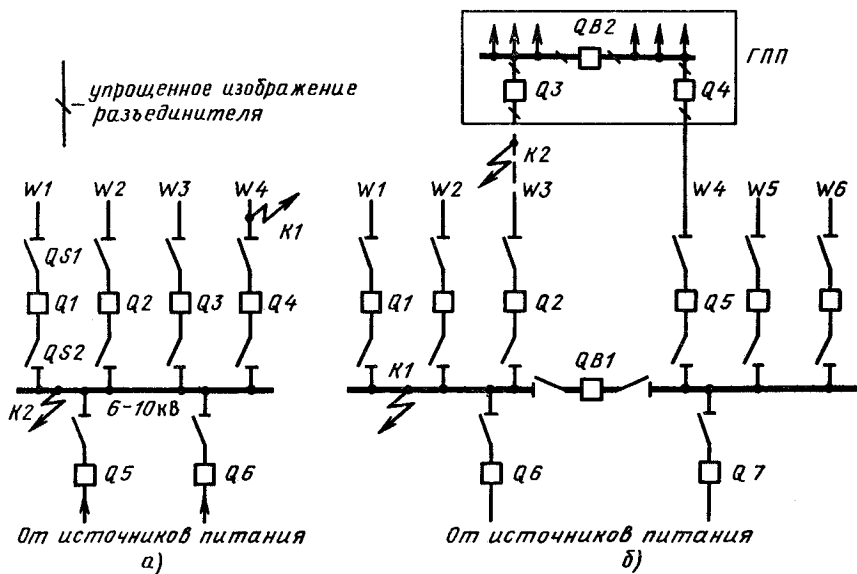 QB2
ГПП
Q3
Q4
упрощенное изображение
разъединителя
K2
W1
W2
W3
W4
K1
QS1
Q1
Q2
Q3
Q4
QS2
K2
6-10кВ
Q5
Q6
От источников питания
а)
W1
W2
W3
W4
W5
W6
Q1
Q2
Q5
QB1
K1
Q6
Q7
От источников питания
б)